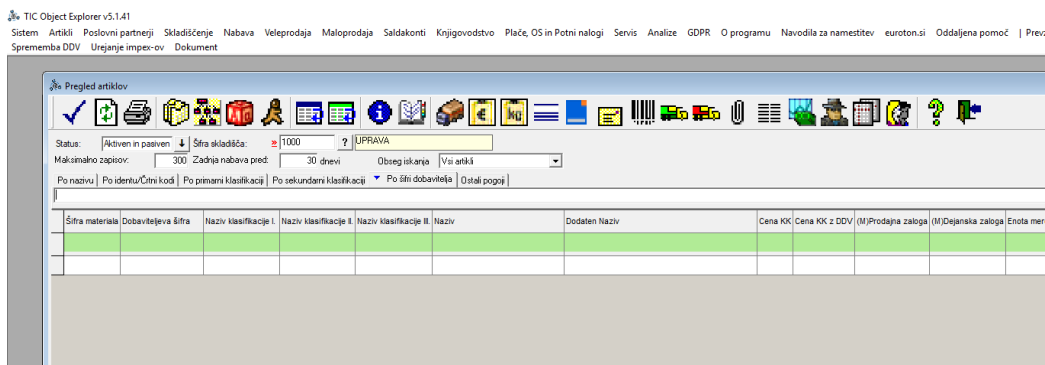 TIC Object Explorer v5.1.41
Sistem Artikli Poslovni partnerji Skladiščenje Nabava Veleprodaja Maloprodaja Saldakonti Knjigovodstvo Plače, OS in Potni nalogi Servis Analize GDPR O programu Navodila za namestitev euroton.si Oddaljena pomoč | Prevz
Sprememba DDV Urejanje impex-ov Dokument
Pregled artiklov
Status: Aktiven in pasiven Šifra skladišča: 1000 ? UPRAVA
Maksimalno zapisov: 300 Zadnja nabava pred: 30 dnevi Obseg iskanja Vsi artikli
Po nazivu Po identu/Črtni kodi Po primarni klasifikaciji Po sekundarni klasifikaciji Po šifri dobavitelja Ostali pogoji
Šifra materiala Dobaviteljeva šifra Naziv klasifikacije I. Naziv klasifikacije II. Naziv klasifikacije III. Naziv Dodaten Naziv Cena KK Cena KK z DDV (M)Prodajna zaloga (M)Dejanska zaloga Enota mer